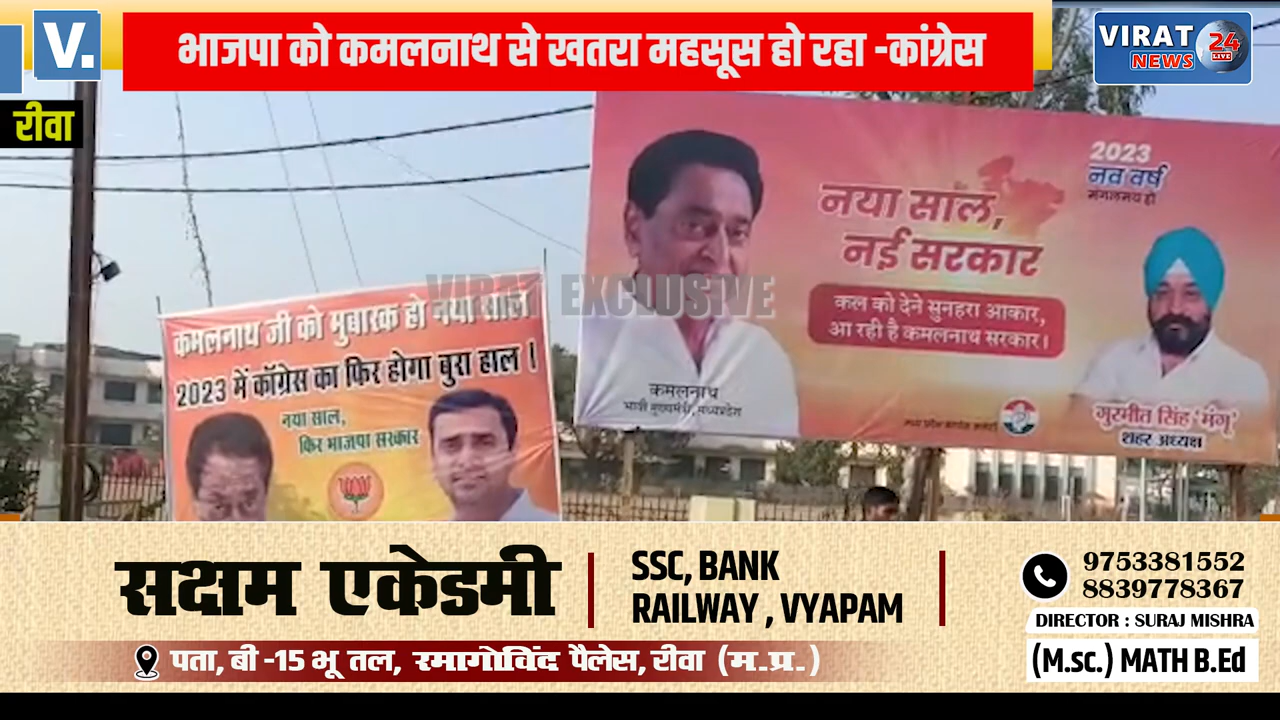 V.
भाजपा को कमलनाथ से खतरा महसूस हो रहा -कांग्रेस
VIRAT
NEWS
24
LIVE
रीवा
2023
नव वर्ष
मंगलमय हो
नया साल,
नई सरकार
कल को देने सुनहरा आकार,
आ रही है कमलनाथ सरकार।
कमलनाथ
भावी मुख्यमंत्री, मध्यप्रदेश
गुरमीत सिंह 'मंगू'
शहर अध्यक्ष
VIRAT EXCLUSIVE
कमलनाथ जी को मुबारक हो नया साल
2023 में कॉंग्रेस का फिर होगा बुरा हाल ।
नया साल,
फिर भाजपा सरकार
सक्षम एकेडमी
SSC, BANK
RAILWAY , VYAPAM
9753381552
8839778367
DIRECTOR : SURAJ MISHRA
(M.sc.) MATH B.Ed
पता, बी -15 भू तल, रमागोविंद पैलेस, रीवा (म.प्र.)